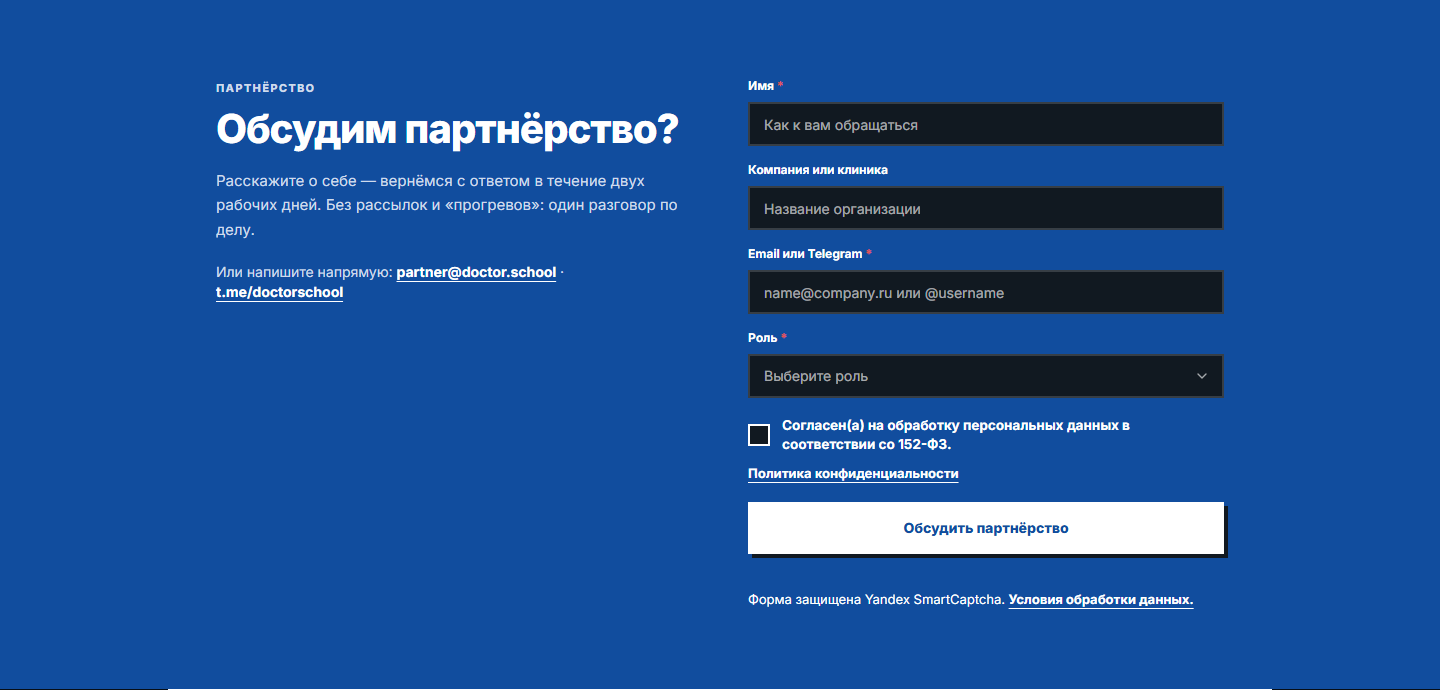 ПАРТНЁРСТВО
Обсудим партнёрство?
Расскажите о себе — вернёмся с ответом в течение двух
рабочих дней. Без рассылок и «прогревов»: один разговор по
делу.
Или напишите напрямую: partner@doctor.school ·
t.me/doctorschool
Имя *
Как к вам обращаться
Компания или клиника
Название организации
Email или Telegram *
name@company.ru или @username
Роль *
Выберите роль
Согласен(а) на обработку персональных данных в
соответствии со 152-ФЗ.
Политика конфиденциальности
Обсудить партнёрство
Форма защищена Yandex SmartCaptcha. Условия обработки данных.